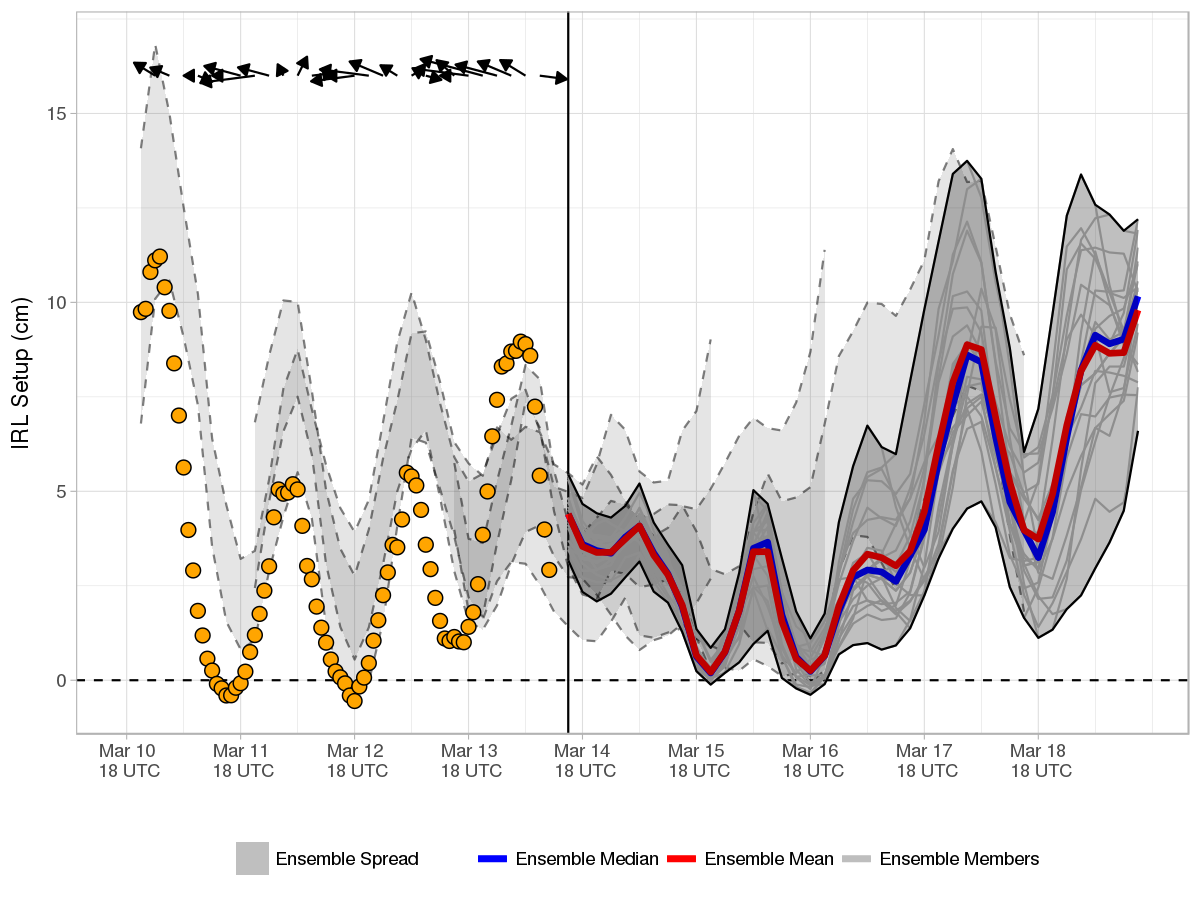 IRL Setup (cm)
15
10
5
0
Mar 10 Mar 11 Mar 12 Mar 13 Mar 14 Mar 15 Mar 16 Mar 17 Mar 18
18 UTC 18 UTC 18 UTC 18 UTC 18 UTC 18 UTC 18 UTC 18 UTC 18 UTC
Ensemble Spread Ensemble Median Ensemble Mean Ensemble Members